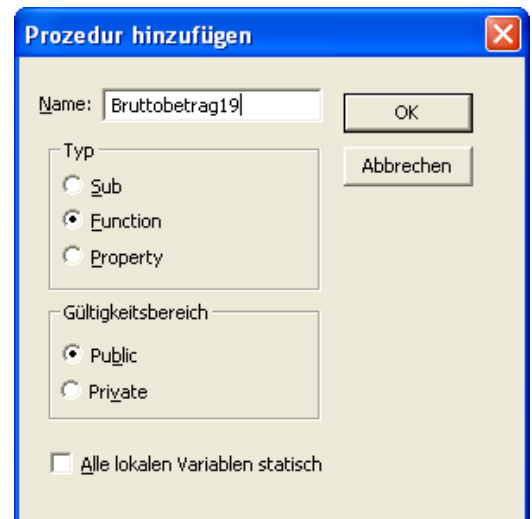 Prozedur hinzufügen
Name: Bruttobetrag19
OK
Abbrechen
Typ
Sub
Function
Property
Gültigkeitsbereich
Public
Private
Alle lokalen Variablen statisch